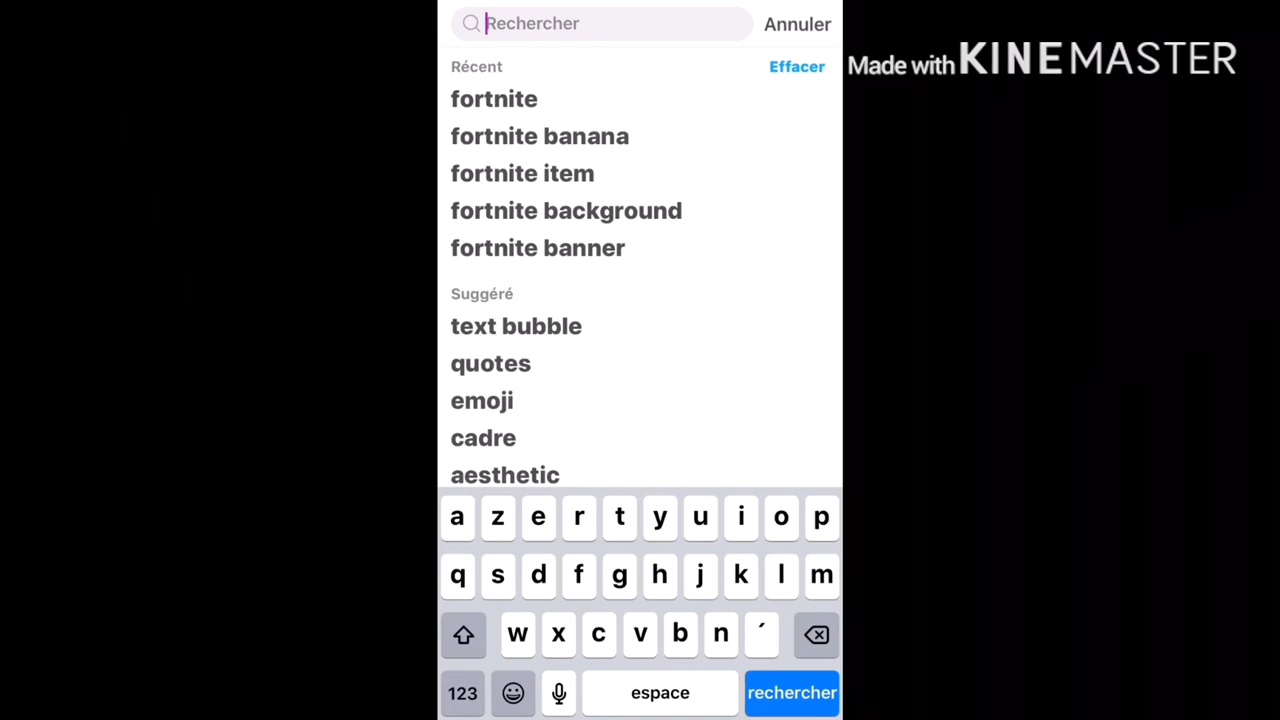 Rechercher Annuler
Made with KINEMASTER
Récent Effacer
fortnite
fortnite banana
fortnite item
fortnite background
fortnite banner
Suggéré
text bubble
quotes
emoji
cadre
aesthetic
a z e r t y u i o p
q s d f g h j k l m
w x c v b n ´
123 espace rechercher